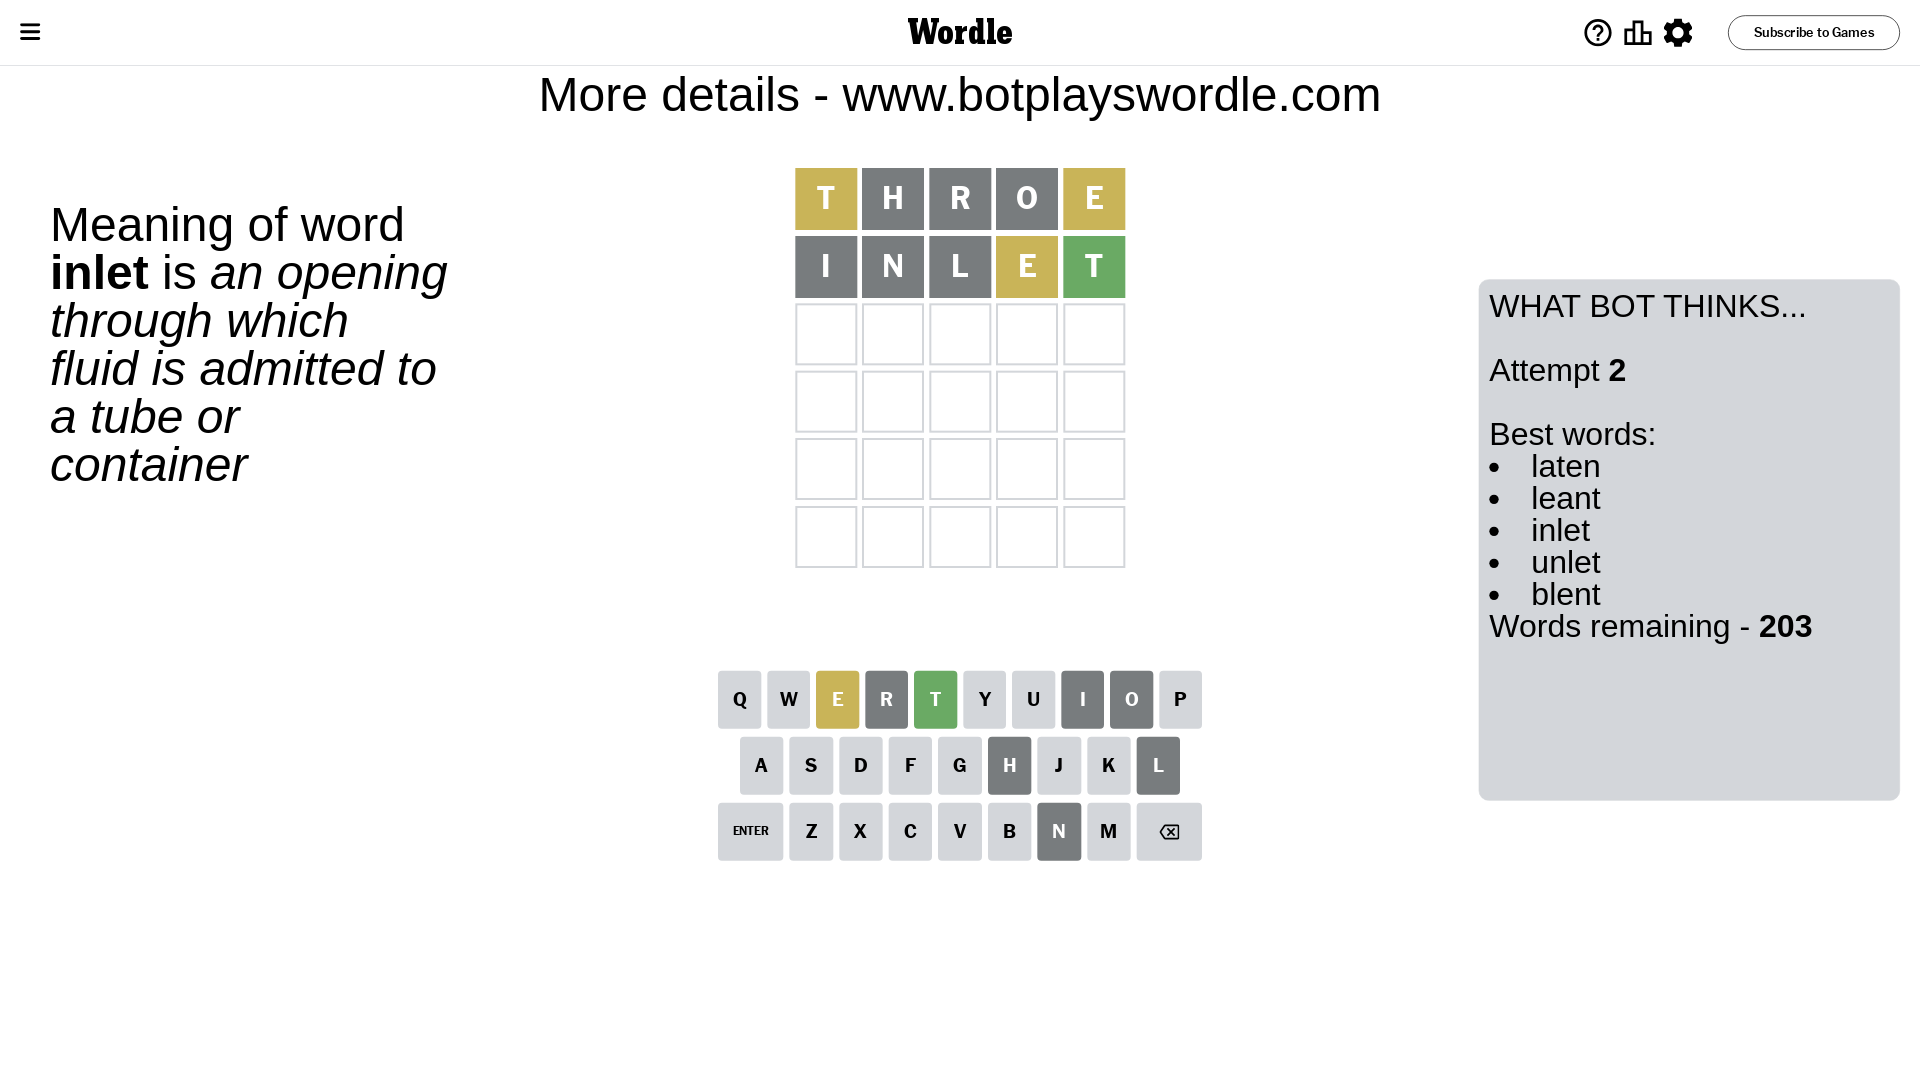 Wordle
Subscribe to Games
More details - www.botplayswordle.com
Meaning of word
inlet is an opening
through which
fluid is admitted to
a tube or
container
T H R O E
I N L E T
WHAT BOT THINKS...
Attempt 2
Best words:
• laten
• leant
• inlet
• unlet
• blent
Words remaining - 203
Q W E R T Y U I O P
A S D F G H J K L
ENTER Z X C V B N M